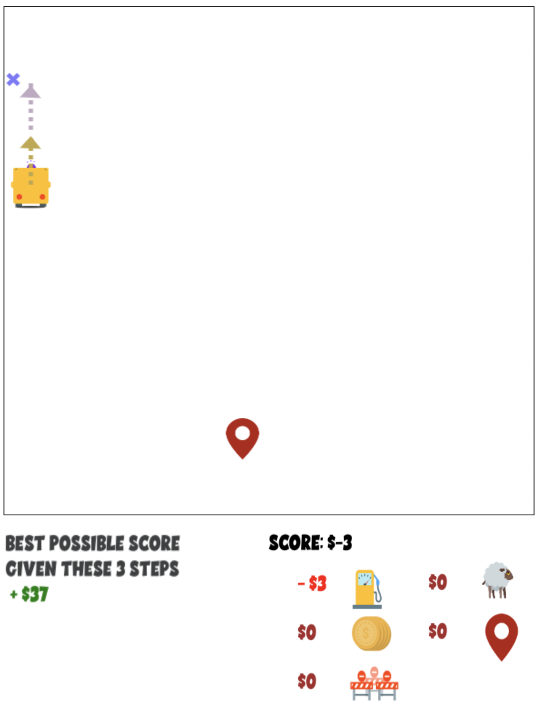 BEST POSSIBLE SCORE
GIVEN THESE 3 STEPS
+ $37
SCORE: $-3
- $3
$0
$0
$0
$0